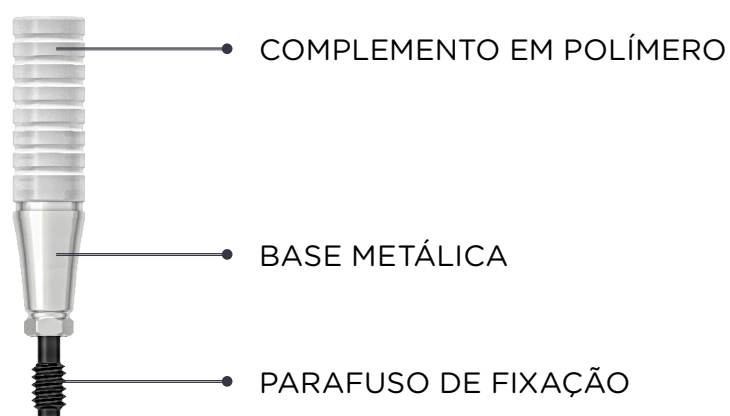 COMPLEMENTO EM POLÍMERO
BASE METÁLICA
PARAFUSO DE FIXAÇÃO